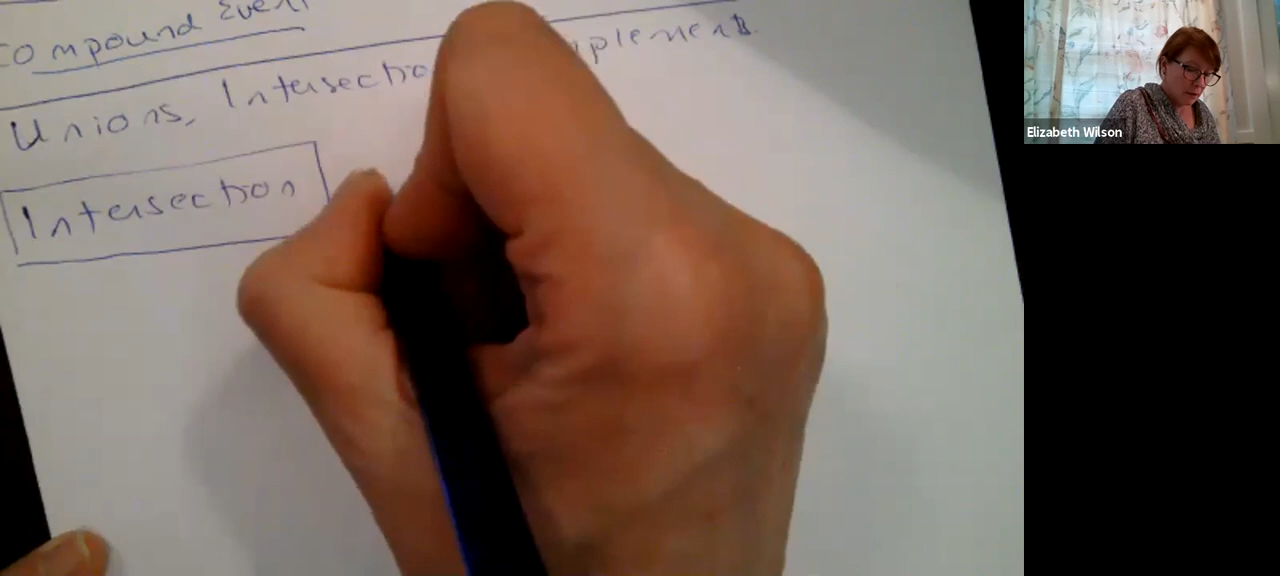 Compound Event
Unions, Intersection
Intersection
Elizabeth Wilson